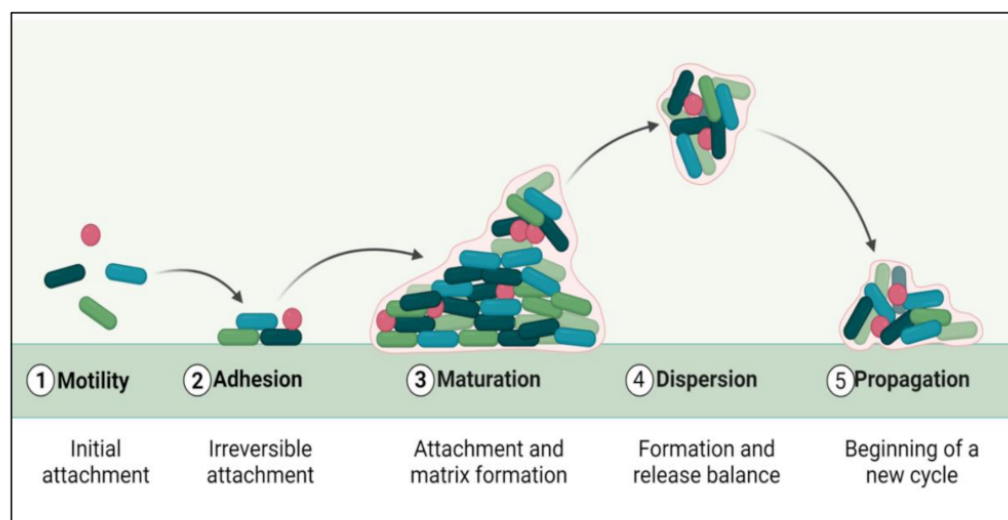 1 Motility
2 Adhesion
3 Maturation
4 Dispersion
5 Propagation
Initial
attachment
Irreversible
attachment
Attachment and
matrix formation
Formation and
release balance
Beginning of a
new cycle